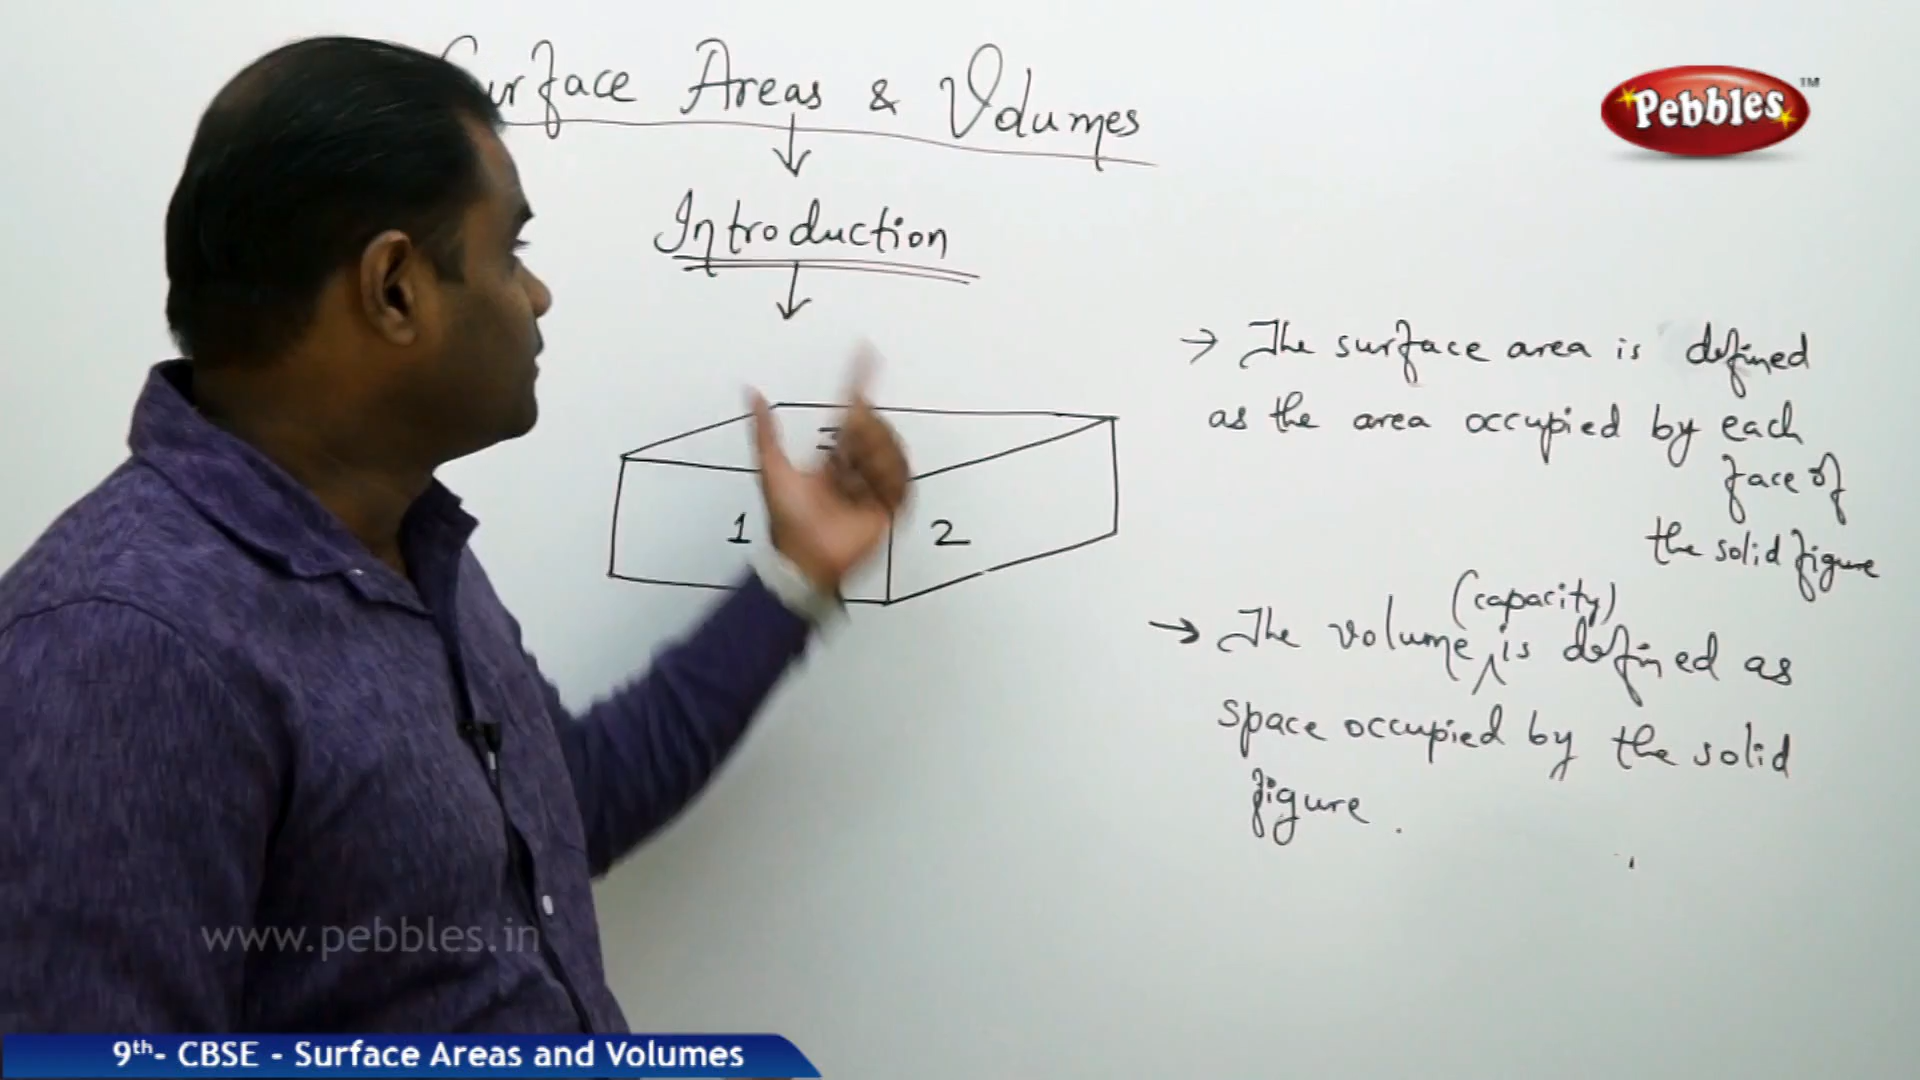 Surface Areas & Volumes
Pebbles™
Introduction
3
1
2
→ The surface area is defined
as the area occupied by each
face of
the solid figure
(capacity)
→ The volume is defined as
space occupied by the solid
figure.
www.pebbles.in
9th- CBSE - Surface Areas and Volumes